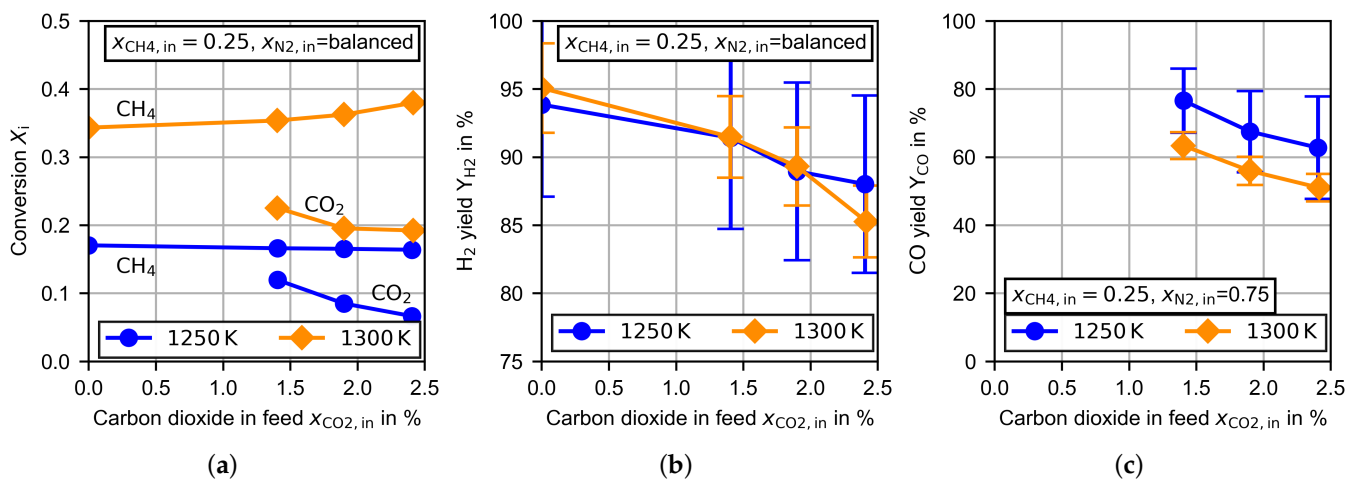 0.5
0.4
0.3
0.2
0.1
0.0
Conversion X_i
x_CH4, in = 0.25, x_N2, in=balanced
CH₄
CO₂
CH₄
CO₂
1250 K 1300 K
0.0 0.5 1.0 1.5 2.0 2.5
Carbon dioxide in feed x_CO2, in in %
(a)
100
95
90
85
80
75
H₂ yield Y_H2 in %
x_CH4, in = 0.25, x_N2, in=balanced
1250 K 1300 K
0.0 0.5 1.0 1.5 2.0 2.5
Carbon dioxide in feed x_CO2, in in %
(b)
100
80
60
40
20
0
CO yield Y_CO in %
x_CH4, in = 0.25, x_N2, in=0.75
1250 K 1300 K
0.0 0.5 1.0 1.5 2.0 2.5
Carbon dioxide in feed x_CO2, in in %
(c)